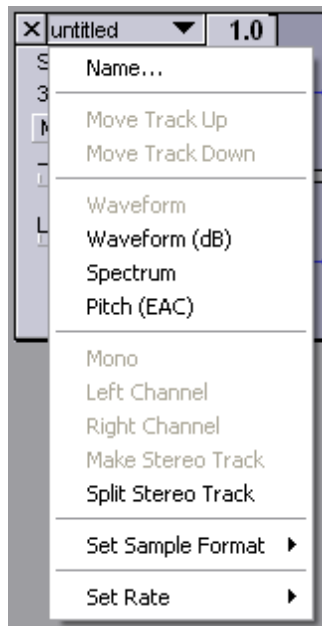 untitled 1.0
Name...
Move Track Up
Move Track Down
Waveform
Waveform (dB)
Spectrum
Pitch (EAC)
Mono
Left Channel
Right Channel
Make Stereo Track
Split Stereo Track
Set Sample Format
Set Rate